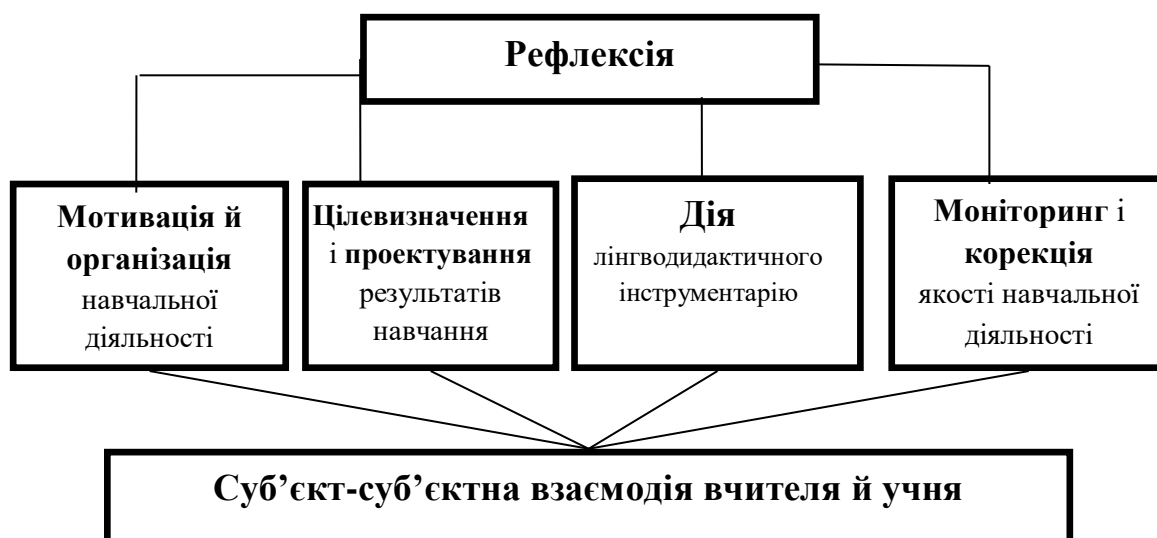 Рефлексія
Мотивація й
організація
навчальної
діяльності
Цілевизначення
і проектування
результатів
навчання
Дія
лінгводидактичного
інструментарію
Моніторинг і
корекція
якості навчальної
діяльності
Суб’єкт-суб’єктна взаємодія вчителя й учня